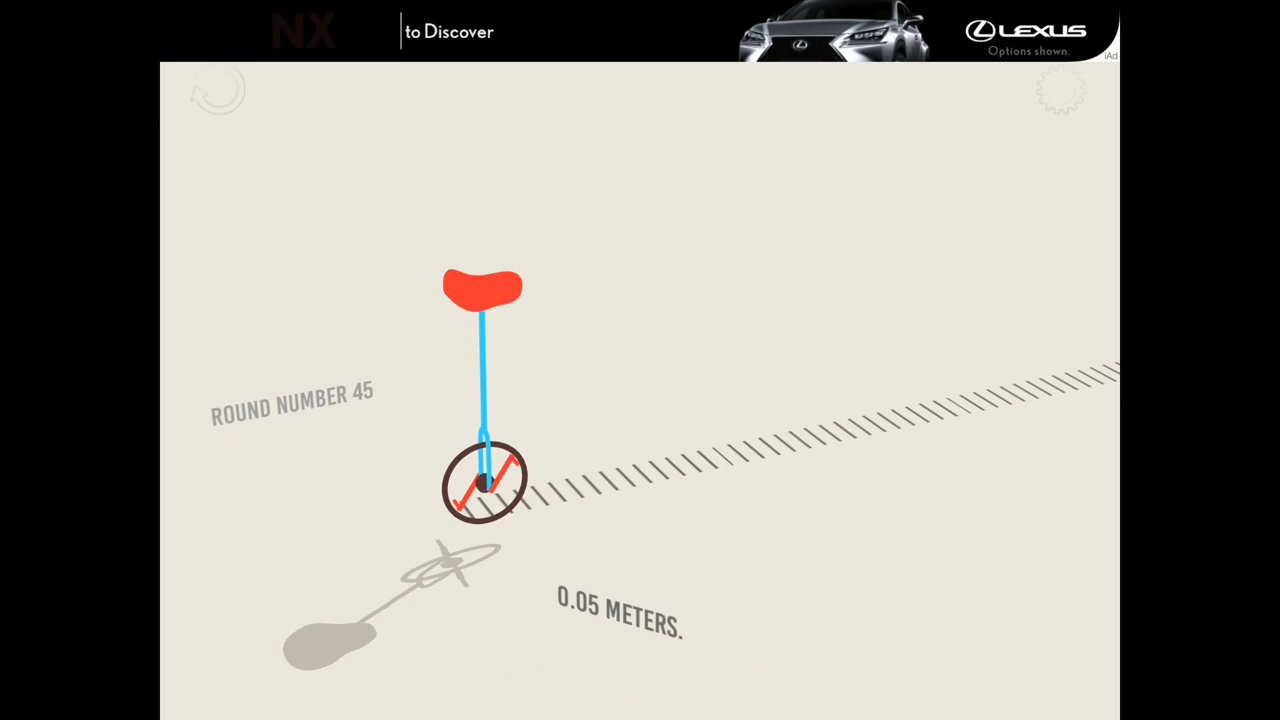 NX
to Discover
LEXUS
Options shown.
iAd
ROUND NUMBER 45
0.05 METERS.